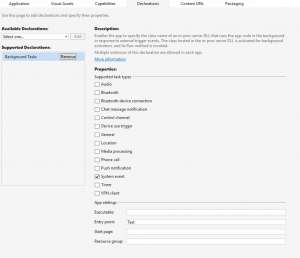 Application Visual Assets Capabilities Declarations Content URIs Packaging
Use this page to add declarations and specify their properties.
Available Declarations:
Select one... Add
Supported Declarations:
Background Tasks Remove
Description:
Enables the app to specify the class name of an in-proc server DLL that runs the app code in the background
in response to external trigger events. The class hosted in the in-proc server DLL is activated for background
activation, and its Run method is invoked.
Multiple instances of this declaration are allowed in each app.
More information
Properties:
Supported task types
Audio
Bluetooth
Bluetooth device connection
Chat message notification
Control channel
Device use trigger
General
Location
Media processing
Phone call
Push notification
System event
Timer
VPN client
App settings
Executable:
Entry point: Test
Start page:
Resource group: